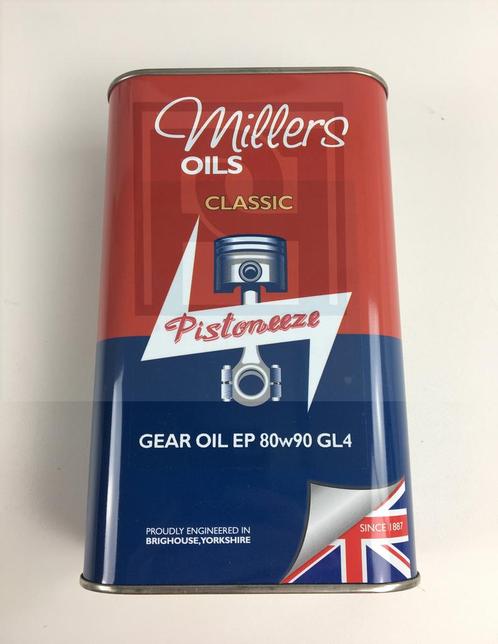 Millers
OILS
CLASSIC
Pistoneeze
GEAR OIL EP 80w90 GL4
PROUDLY ENGINEERED IN
BRIGHOUSE, YORKSHIRE
SINCE 1887